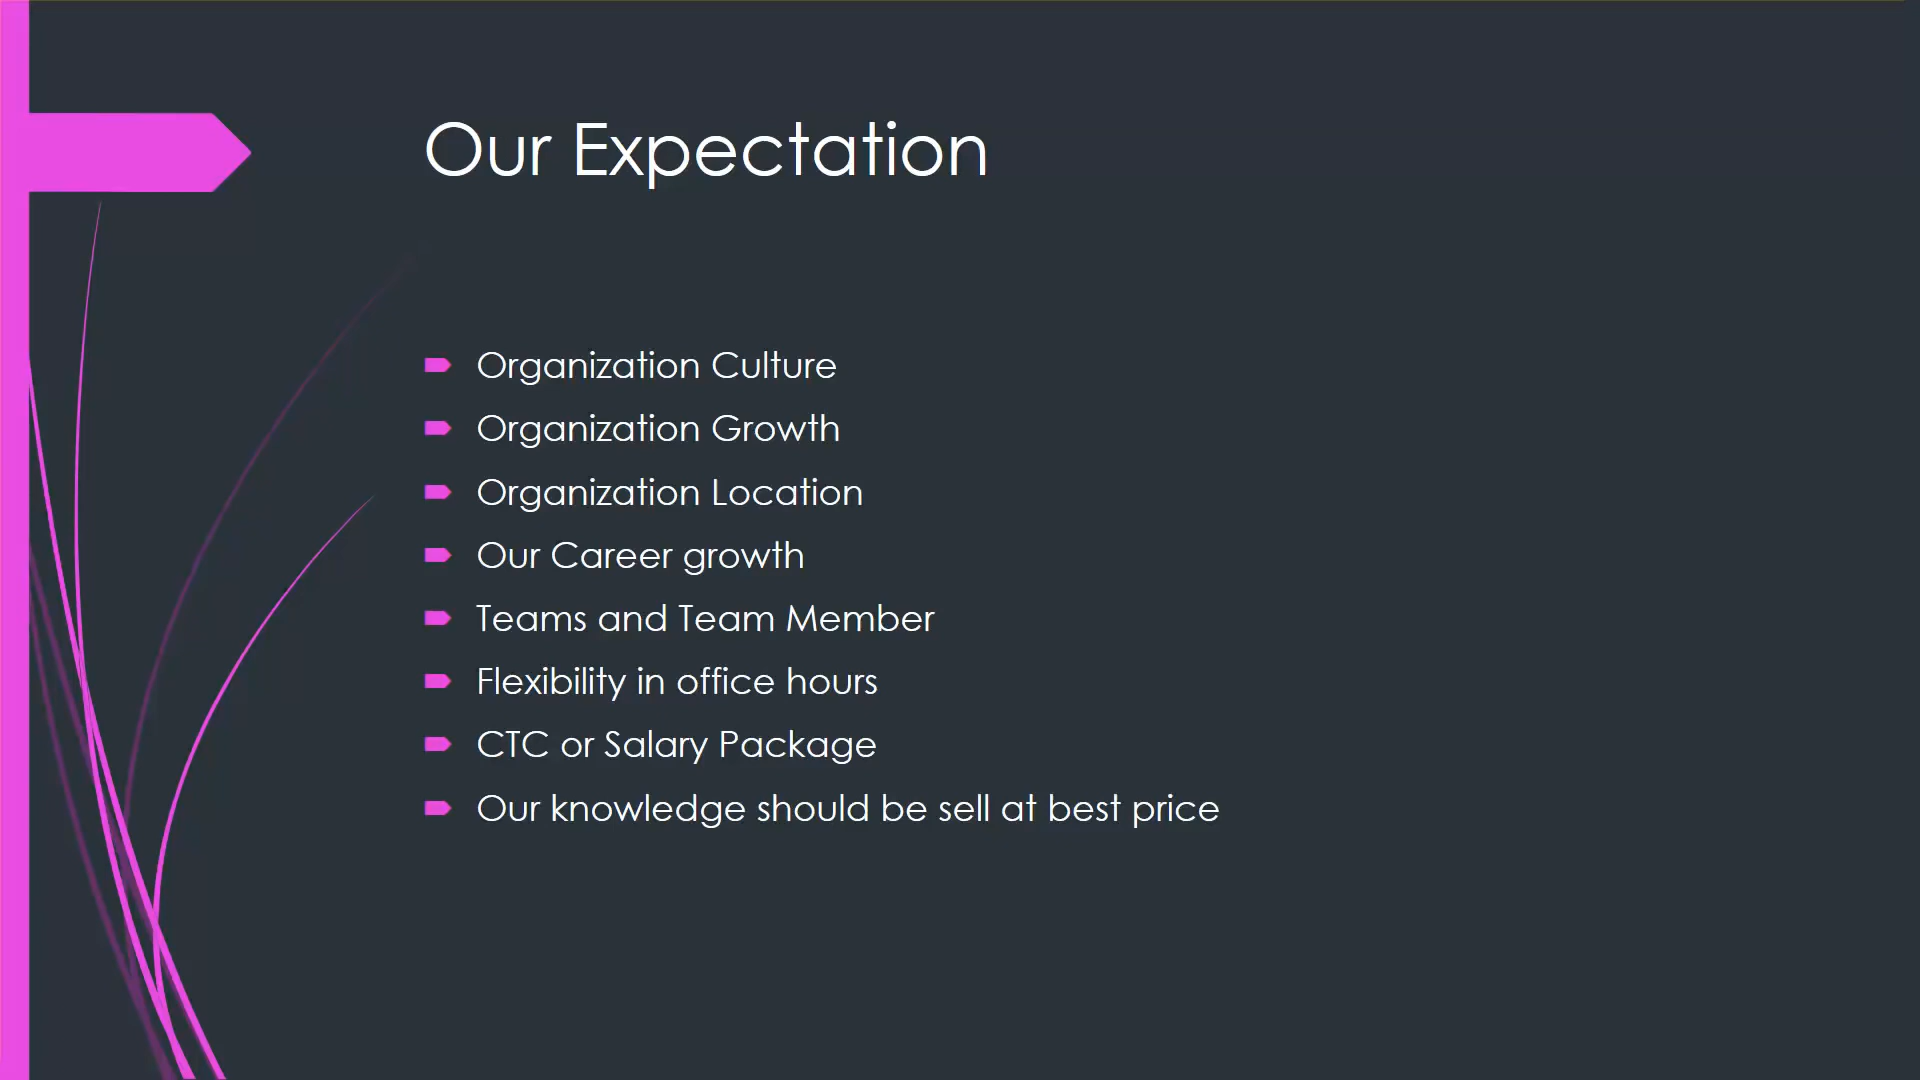 Our Expectation
Organization Culture
Organization Growth
Organization Location
Our Career growth
Teams and Team Member
Flexibility in office hours
CTC or Salary Package
Our knowledge should be sell at best price